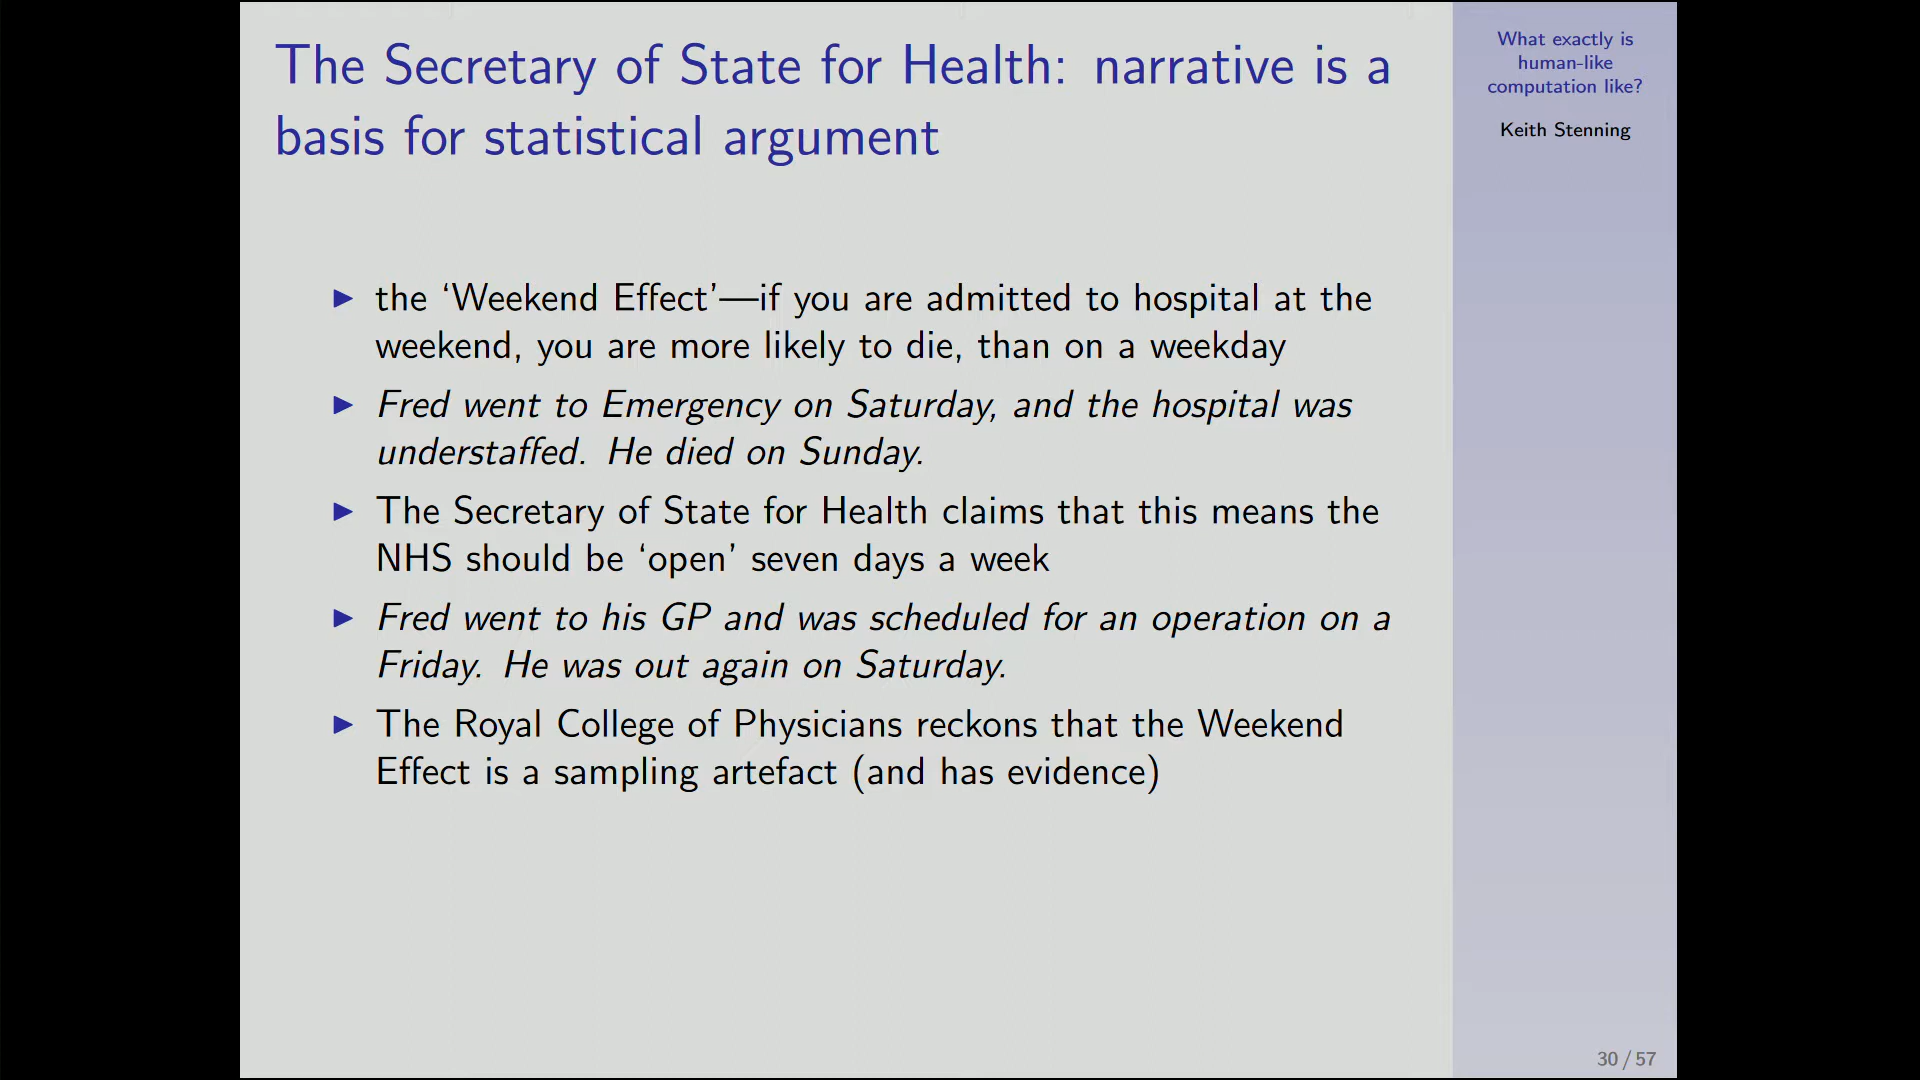 The Secretary of State for Health: narrative is a
basis for statistical argument
▶ the ‘Weekend Effect’—if you are admitted to hospital at the
weekend, you are more likely to die, than on a weekday
▶ Fred went to Emergency on Saturday, and the hospital was
understaffed. He died on Sunday.
▶ The Secretary of State for Health claims that this means the
NHS should be ‘open’ seven days a week
▶ Fred went to his GP and was scheduled for an operation on a
Friday. He was out again on Saturday.
▶ The Royal College of Physicians reckons that the Weekend
Effect is a sampling artefact (and has evidence)
What exactly is
human-like
computation like?
Keith Stenning
30 / 57